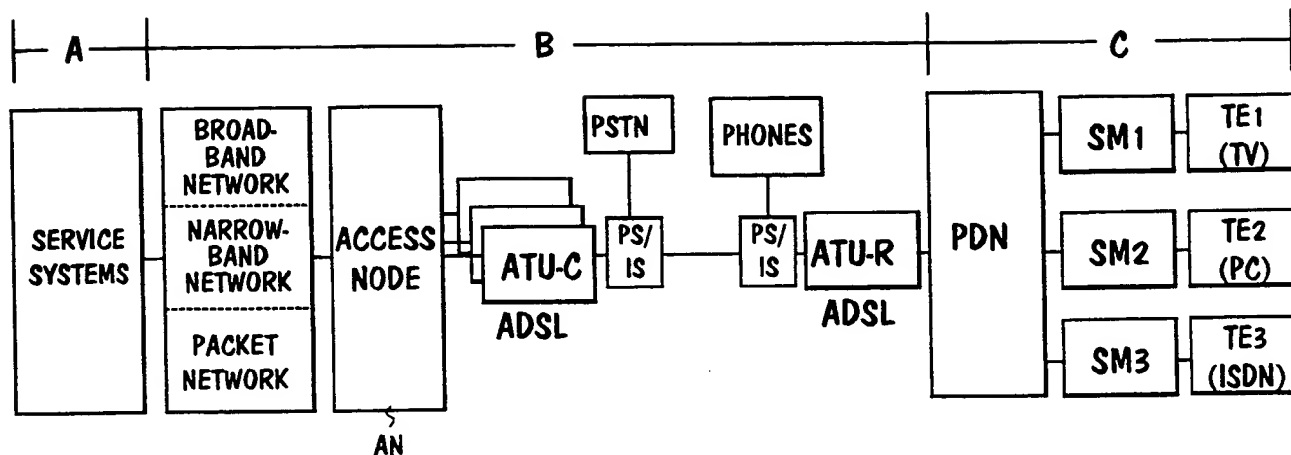 A
B
C
SERVICE
SYSTEMS
BROAD-
BAND
NETWORK
NARROW-
BAND
NETWORK
PACKET
NETWORK
ACCESS
NODE
AN
ATU-C
ADSL
PSTN
PS/
IS
PHONES
PS/
IS
ATU-R
ADSL
PDN
SM1
TE1
(TV)
SM2
TE2
(PC)
SM3
TE3
(ISDN)